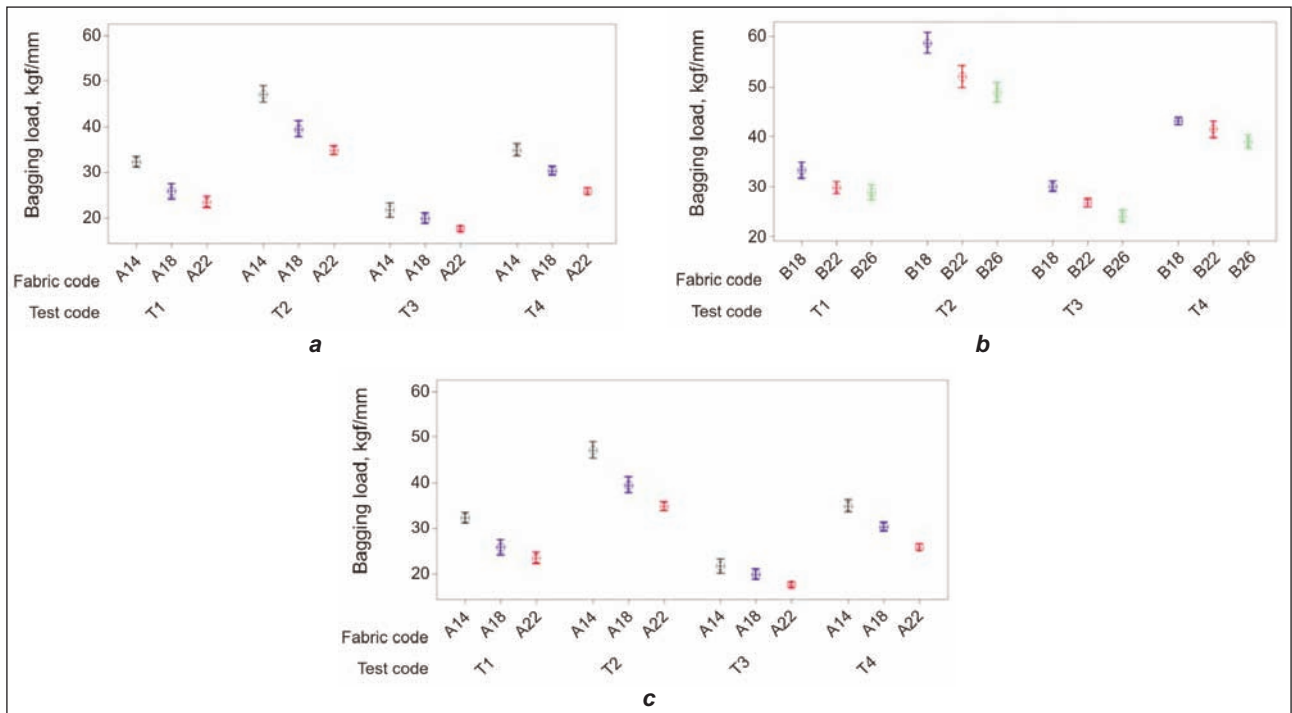 Bagging load, kgf/mm
60
50
40
30
20
Fabric code A14 A18 A22 A14 A18 A22 A14 A18 A22 A14 A18 A22
Test code T1 T2 T3 T4
a
Bagging load, kgf/mm
60
50
40
30
20
Fabric code B18 B22 B26 B18 B22 B26 B18 B22 B26 B18 B22 B26
Test code T1 T2 T3 T4
b
Bagging load, kgf/mm
60
50
40
30
20
Fabric code A14 A18 A22 A14 A18 A22 A14 A18 A22 A14 A18 A22
Test code T1 T2 T3 T4
c